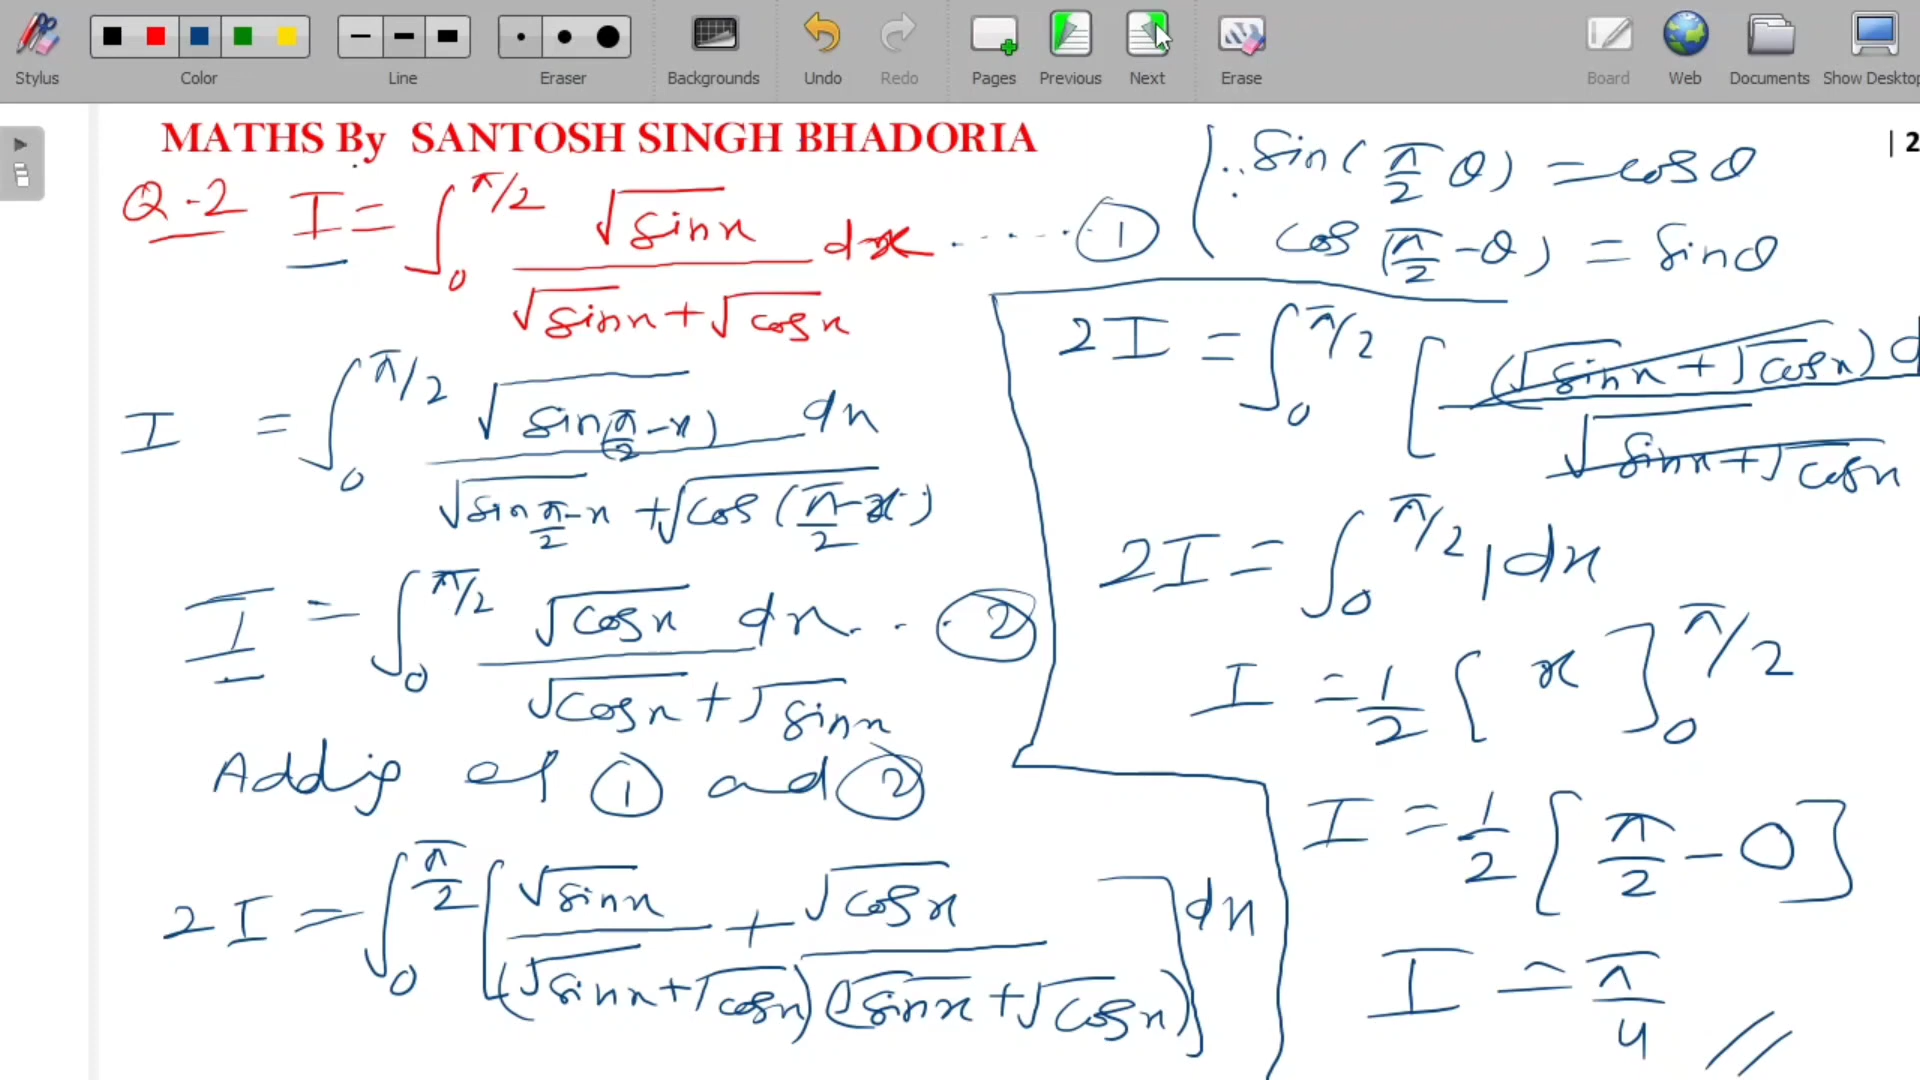 Stylus Color Line Eraser Backgrounds Undo Redo Pages Previous Next Erase Board Web Documents Show Desktop
MATHS By SANTOSH SINGH BHADORIA
| 2
Q-2 I = ∫₀^π/2 √sinx / (√sinx + √cosx) dx ...... ①
I = ∫₀^π/2 √sin(π/2 - x) dx / (√sin π/2 - x + √cos(π/2 - x))
I = ∫₀^π/2 √cosx dx / (√cosx + √sinx) ... ②
Addig ① and ②
2I = ∫₀^π/2 [√sinx / (√sinx + √cosx) + √cosx / (√sinx + √cosx)] dx
∵ sin(π/2 θ) = cosθ
cos(π/2 - θ) = sinθ
2I = ∫₀^π/2 [(√sinx + √cosx) d / √sinx + √cosx
2I = ∫₀^π/2 1 dx
I = 1/2 [x]₀^π/2
I = 1/2 [π/2 - 0]
I = π/4 //